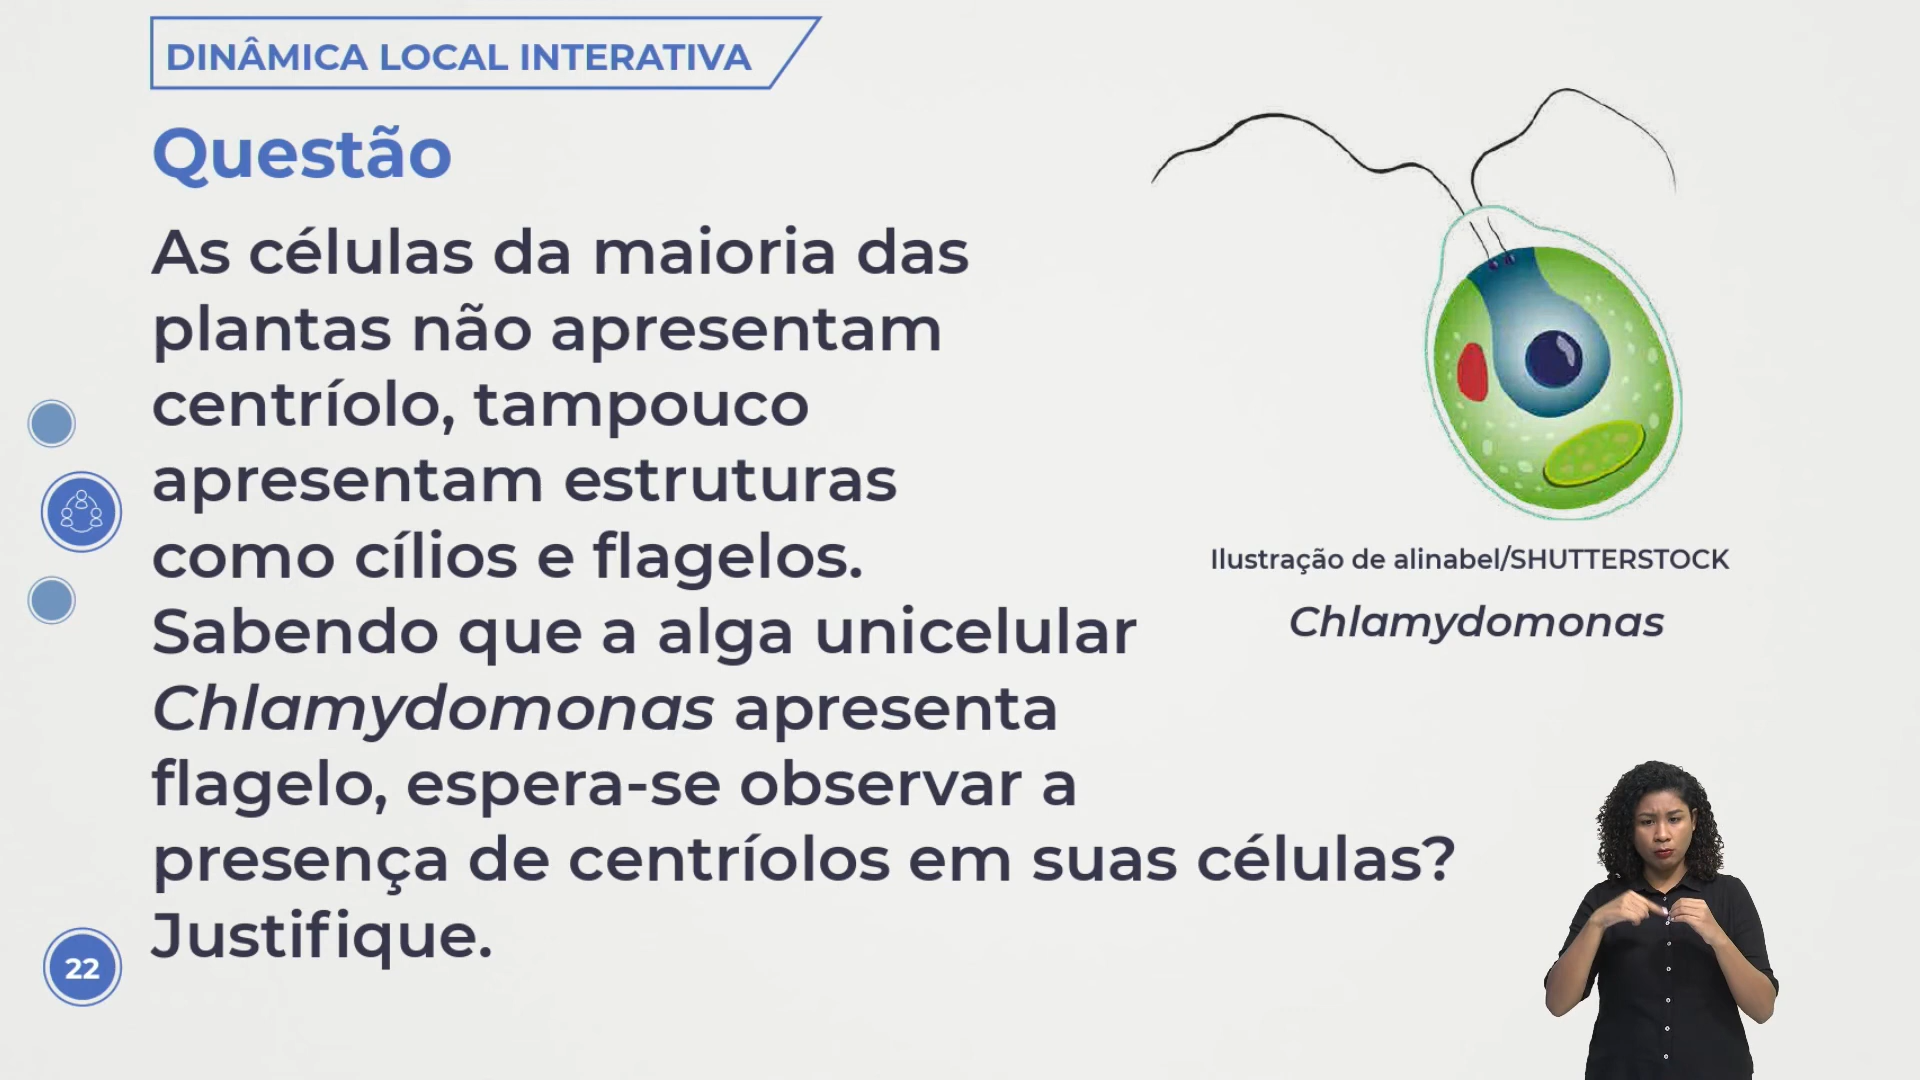 DINÂMICA LOCAL INTERATIVA
Questão
As células da maioria das
plantas não apresentam
centríolo, tampouco
apresentam estruturas
como cílios e flagelos.
Sabendo que a alga unicelular
Chlamydomonas apresenta
flagelo, espera-se observar a
presença de centríolos em suas células?
Justifique.
Ilustração de alinabel/SHUTTERSTOCK
Chlamydomonas
22